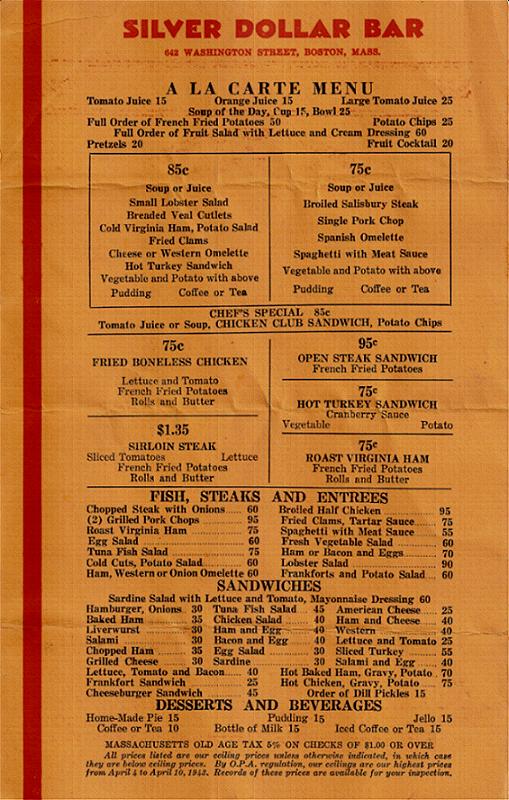 SILVER DOLLAR BAR
642 WASHINGTON STREET, BOSTON, MASS.
A LA CARTE MENU
Tomato Juice 15 Orange Juice 15 Large Tomato Juice 25
Soup of the Day, Cup 15, Bowl 25
Full Order of French Fried Potatoes 50 Potato Chips 25
Full Order of Fruit Salad with Lettuce and Cream Dressing 60
Pretzels 20 Fruit Cocktail 20
85c
Soup or Juice
Small Lobster Salad
Breaded Veal Cutlets
Cold Virginia Ham, Potato Salad
Fried Clams
Cheese or Western Omelette
Hot Turkey Sandwich
Vegetable and Potato with above
Pudding Coffee or Tea
75c
Soup or Juice
Broiled Salisbury Steak
Single Pork Chop
Spanish Omelette
Spaghetti with Meat Sauce
Vegetable and Potato with above
Pudding Coffee or Tea
CHEF'S SPECIAL 85c
Tomato Juice or Soup, CHICKEN CLUB SANDWICH, Potato Chips
75c
FRIED BONELESS CHICKEN
Lettuce and Tomato
French Fried Potatoes
Rolls and Butter
$1.35
SIRLOIN STEAK
Sliced Tomatoes Lettuce
French Fried Potatoes
Rolls and Butter
95c
OPEN STEAK SANDWICH
French Fried Potatoes
75c
HOT TURKEY SANDWICH
Cranberry Sauce
Vegetable Potato
75c
ROAST VIRGINIA HAM
French Fried Potatoes
Rolls and Butter
FISH, STEAKS AND ENTREES
Chopped Steak with Onions 60
(2) Grilled Pork Chops 95
Roast Virginia Ham 75
Egg Salad 60
Tuna Fish Salad 75
Cold Cuts, Potato Salad 60
Ham, Western or Onion Omelette 60
Broiled Half Chicken 95
Fried Clams, Tartar Sauce 75
Spaghetti with Meat Sauce 55
Fresh Vegetable Salad 60
Ham or Bacon and Eggs 70
Lobster Salad 90
Frankforts and Potato Salad 60
SANDWICHES
Sardine Salad with Lettuce and Tomato, Mayonnaise Dressing 60
Hamburger, Onions 30 Tuna Fish Salad 45 American Cheese 25
Baked Ham 35 Chicken Salad 40 Ham and Cheese 40
Liverwurst 30 Ham and Egg 40 Western 40
Salami 30 Bacon and Egg 40 Lettuce and Tomato 25
Chopped Ham 35 Egg Salad 30 Sliced Turkey 55
Grilled Cheese 30 Sardine 30 Salami and Egg 40
Lettuce, Tomato and Bacon 40 Hot Baked Ham, Gravy, Potato 70
Frankfort Sandwich 25 Hot Chicken, Gravy, Potato 75
Cheeseburger Sandwich 45 Order of Dill Pickles 15
DESSERTS AND BEVERAGES
Home-Made Pie 15 Pudding 15 Jello 15
Coffee or Tea 10 Bottle of Milk 15 Iced Coffee or Tea 15
MASSACHUSETTS OLD AGE TAX 5% ON CHECKS OF $1.00 OR OVER
All prices listed are our ceiling prices unless otherwise indicated, in which case
they are below ceiling prices. By O.P.A. regulation, our ceilings are our highest prices
from April 4 to April 10, 1943. Records of these prices are available for your inspection.